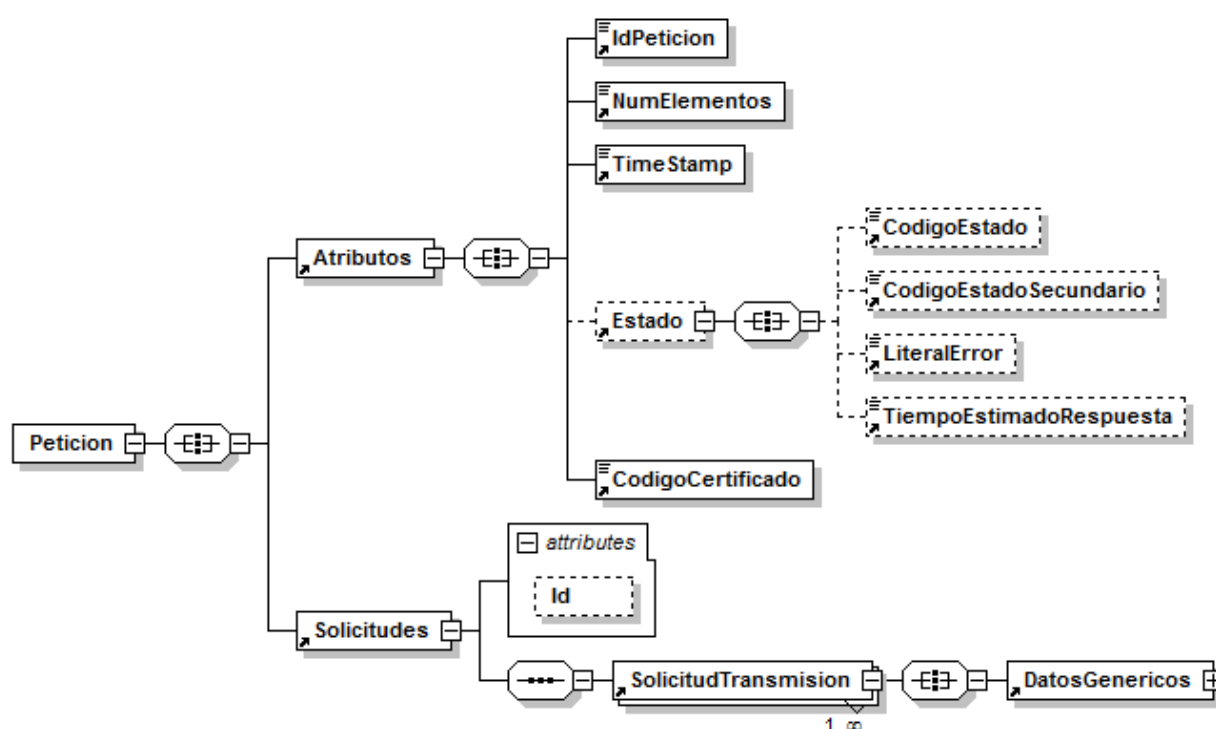 IdPeticion
NumElementos
TimeStamp
CodigoEstado
Atributos
CodigoEstadoSecundario
Estado
LiteralError
TiempoEstimadoRespuesta
Peticion
CodigoCertificado
attributes
Id
Solicitudes
SolicitudTransmision
DatosGenericos
1 ∞